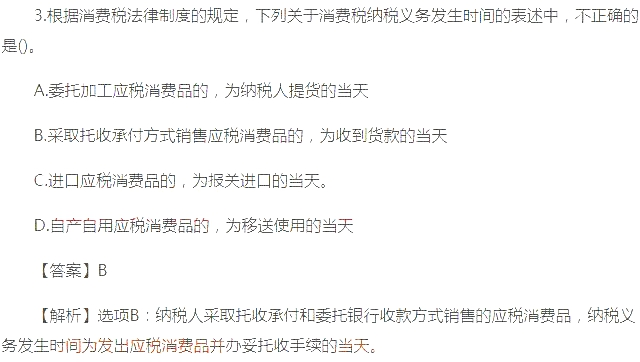 3.根据消费税法律制度的规定，下列关于消费税纳税义务发生时间的表述中，不正确的
是()。
A.委托加工应税消费品的，为纳税人提货的当天
B.采取托收承付方式销售应税消费品的，为收到货款的当天
C.进口应税消费品的，为报关进口的当天。
D.自产自用应税消费品的，为移送使用的当天
【答案】B
【解析】选项B：纳税人采取托收承付和委托银行收款方式销售的应税消费品，纳税义
务发生时间为发出应税消费品并办妥托收手续的当天。